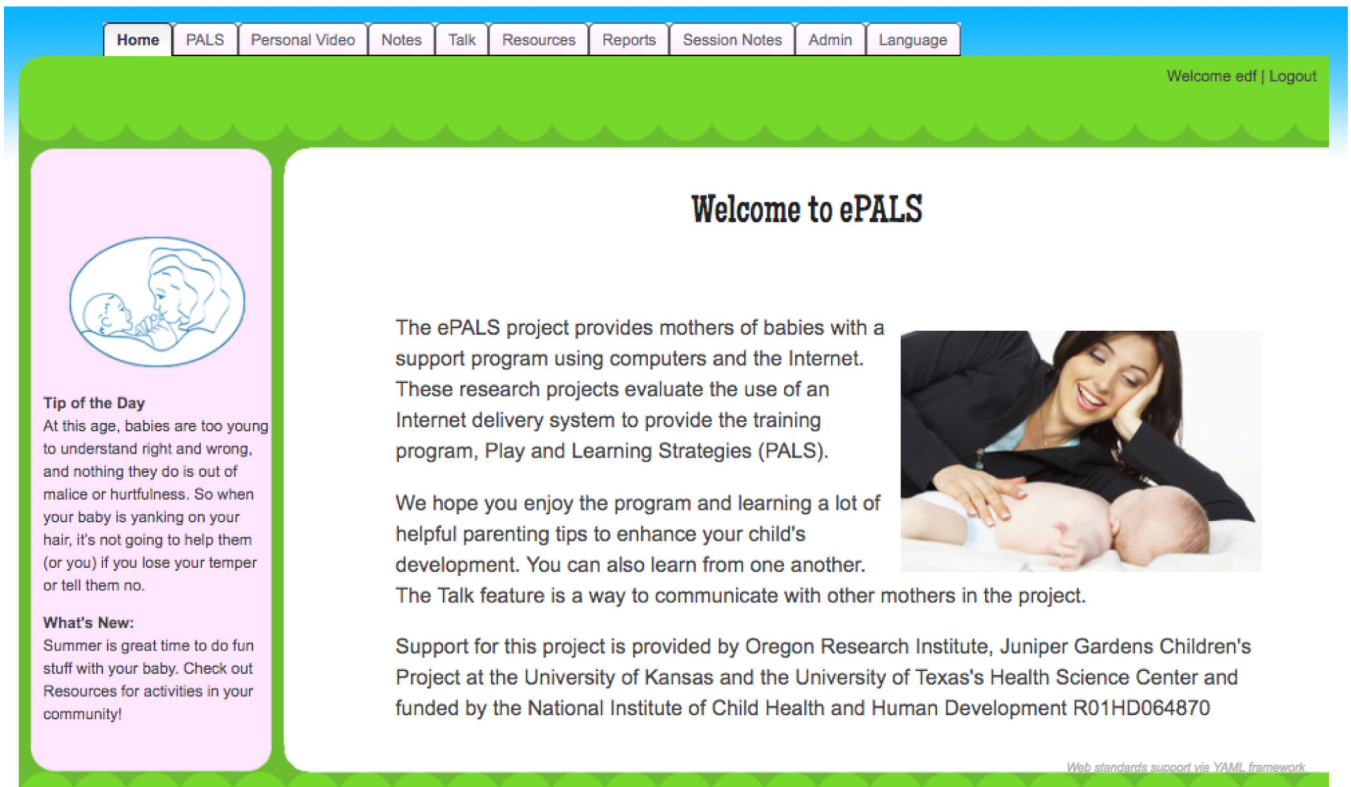 Home PALS Personal Video Notes Talk Resources Reports Session Notes Admin Language
Welcome edf | Logout
Tip of the Day
At this age, babies are too young
to understand right and wrong,
and nothing they do is out of
malice or hurtfulness. So when
your baby is yanking on your
hair, it's not going to help them
(or you) if you lose your temper
or tell them no.
What's New:
Summer is great time to do fun
stuff with your baby. Check out
Resources for activities in your
community!
Welcome to ePALS
The ePALS project provides mothers of babies with a
support program using computers and the Internet.
These research projects evaluate the use of an
Internet delivery system to provide the training
program, Play and Learning Strategies (PALS).
We hope you enjoy the program and learning a lot of
helpful parenting tips to enhance your child's
development. You can also learn from one another.
The Talk feature is a way to communicate with other mothers in the project.
Support for this project is provided by Oregon Research Institute, Juniper Gardens Children's
Project at the University of Kansas and the University of Texas's Health Science Center and
funded by the National Institute of Child Health and Human Development R01HD064870
Web standards support via YAML framework